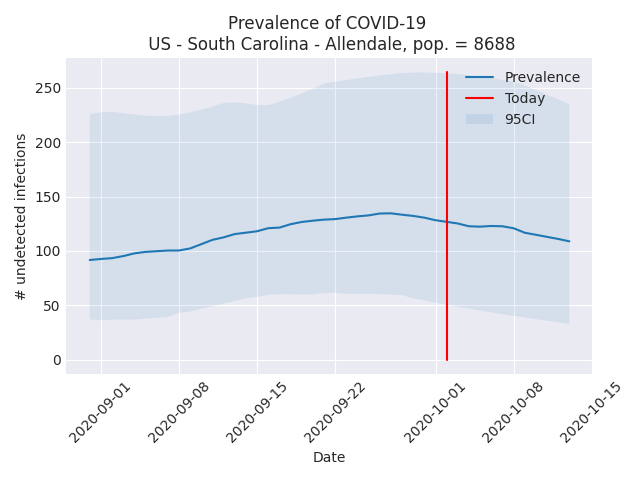 Prevalence of COVID-19
US - South Carolina - Allendale, pop. = 8688
Prevalence
Today
95CI
# undetected infections
250
200
150
100
50
0
2020-09-01
2020-09-08
2020-09-15
2020-09-22
2020-10-01
2020-10-08
2020-10-15
Date